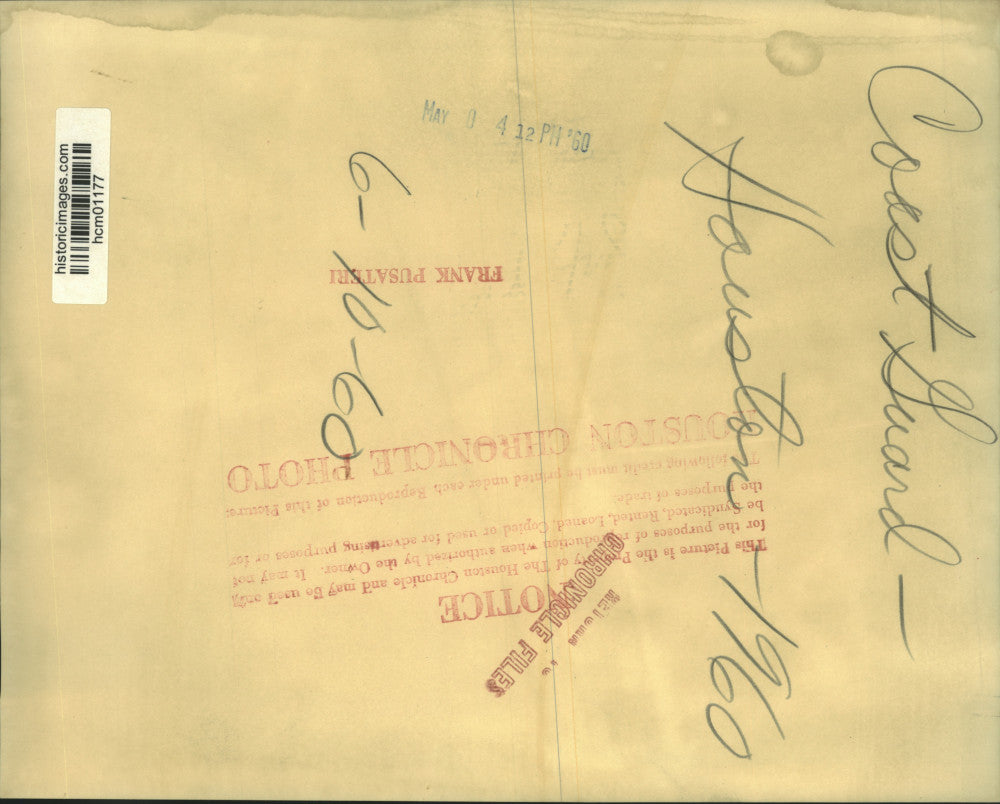 Coast Guard —
Houston — 1960
6-10-60
MAY 0 4 12 PM '60
FRANK PUSATERI
NOTICE
This Picture is the Property of The Houston Chronicle and may Be used only
for the purposes of reproduction when authorized by the Owner. It may not
be Syndicated, Rented, Loaned, Copied or used for advertising purposes or for
the purposes of trade.
The following credit must be printed under each Reproduction of this Picture:
HOUSTON CHRONICLE PHOTO
RETURN
TO
CHRONICLE FILES
historicimages.com
hcm01177